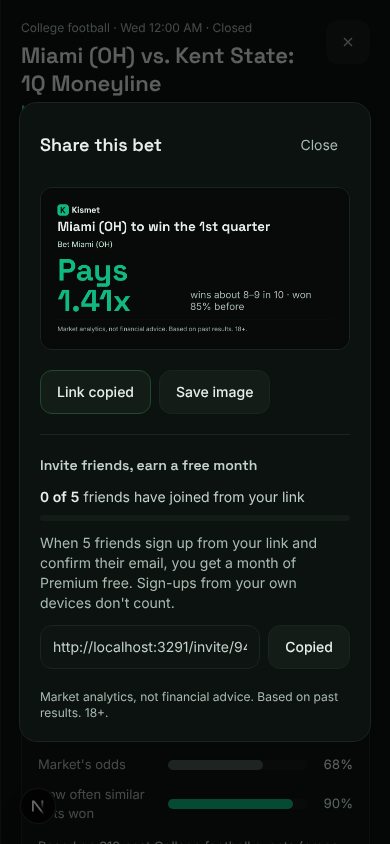 College football · Wed 12:00 AM · Closed
Miami (OH) vs. Kent State:
1Q Moneyline
×
Share this bet
Close
K Kismet
Miami (OH) to win the 1st quarter
Bet Miami (OH)
Pays
1.41x
wins about 8–9 in 10 · won
85% before
Market analytics, not financial advice. Based on past results. 18+.
Link copied
Save image
Invite friends, earn a free month
0 of 5 friends have joined from your link
When 5 friends sign up from your link and
confirm their email, you get a month of
Premium free. Sign-ups from your own
devices don't count.
http://localhost:3291/invite/94
Copied
Market analytics, not financial advice. Based on past
results. 18+.
Market's odds
68%
How often similar
bets won
90%
N